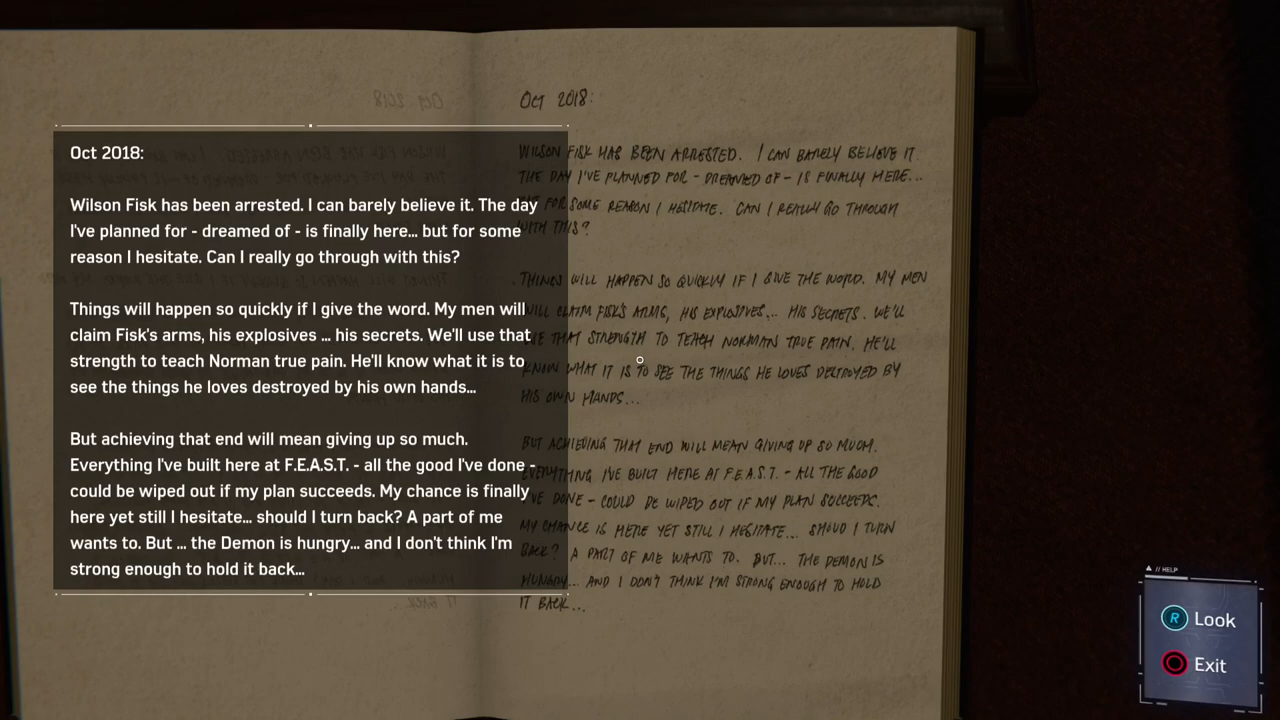 Oct 2018:
Wilson Fisk has been arrested. I can barely believe it. The day
I've planned for - dreamed of - is finally here... but for some
reason I hesitate. Can I really go through with this?
Things will happen so quickly if I give the word. My men will
claim Fisk's arms, his explosives ... his secrets. We'll use that
strength to teach Norman true pain. He'll know what it is to
see the things he loves destroyed by his own hands...
But achieving that end will mean giving up so much.
Everything I've built here at F.E.A.S.T. - all the good I've done -
could be wiped out if my plan succeeds. My chance is finally
here yet still I hesitate... should I turn back? A part of me
wants to. But ... the Demon is hungry... and I don't think I'm
strong enough to hold it back...
OCT 2018:
WILSON FISK HAS BEEN ARRESTED. I CAN BARELY BELIEVE IT.
THE DAY I'VE PLANNED FOR - DREAMED OF - IS FINALLY HERE...
FOR SOME REASON I HESITATE. CAN I REALLY GO THROUGH
WITH THIS?
THINGS WILL HAPPEN SO QUICKLY IF I GIVE THE WORD. MY MEN
WILL CLAIM FISK'S ARMS, HIS EXPLOSIVES... HIS SECRETS. WE'LL
USE THAT STRENGTH TO TEACH NORMAN TRUE PAIN. HE'LL
KNOW WHAT IT IS TO SEE THE THINGS HE LOVES DESTROYED BY
HIS OWN HANDS...
BUT ACHIEVING THAT END WILL MEAN GIVING UP SO MUCH.
EVERYTHING I'VE BUILT HERE AT F.E.A.S.T. - ALL THE GOOD
I'VE DONE - COULD BE WIPED OUT IF MY PLAN SUCCEEDS.
MY CHANCE IS HERE YET STILL I HESITATE... SHOUD I TURN
BACK? A PART OF ME WANTS TO. BUT... THE DEMON IS
HUNGRY... AND I DON'T THINK I'M STRONG ENOUGH TO HOLD
IT BACK...
// HELP
R Look
Exit